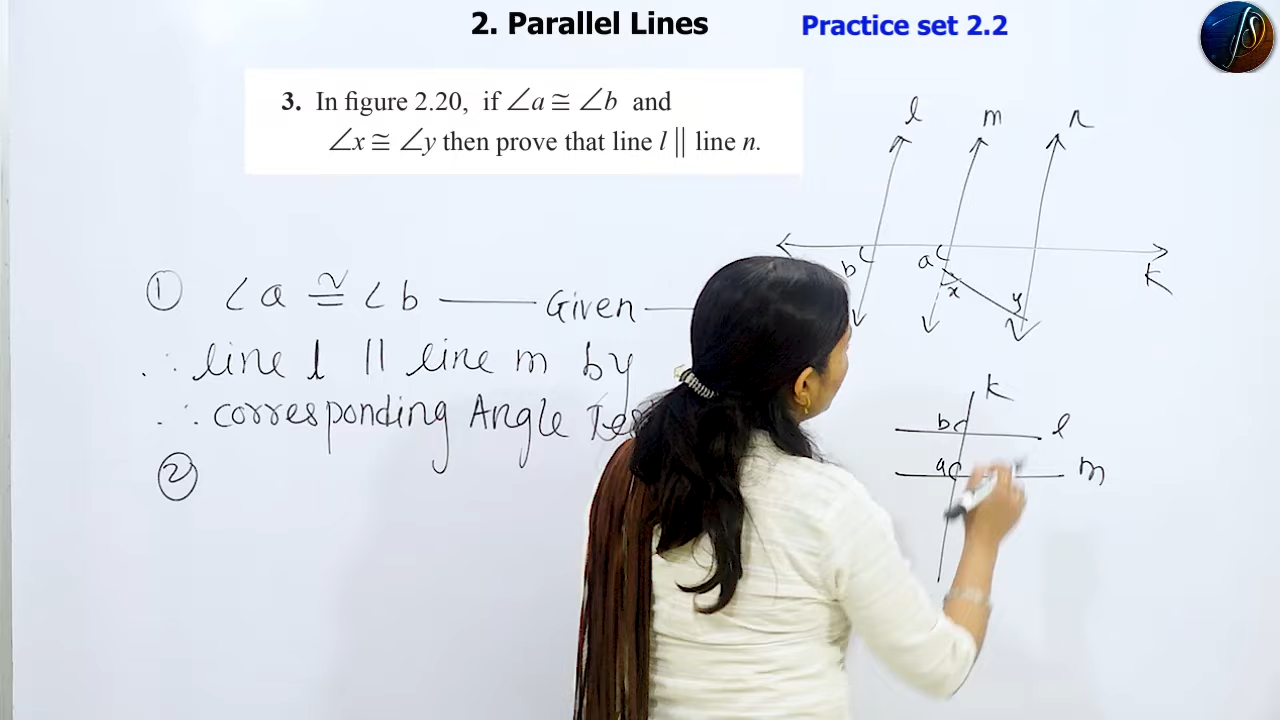 2. Parallel Lines
Practice set 2.2
3. In figure 2.20, if ∠a ≅ ∠b and
∠x ≅ ∠y then prove that line l || line n.
l m n
b a
k
x y
① ∠a ≅ ∠b — Given —
∴ line l || line m by
∴ corresponding Angle Tes
②
k
b l
a m